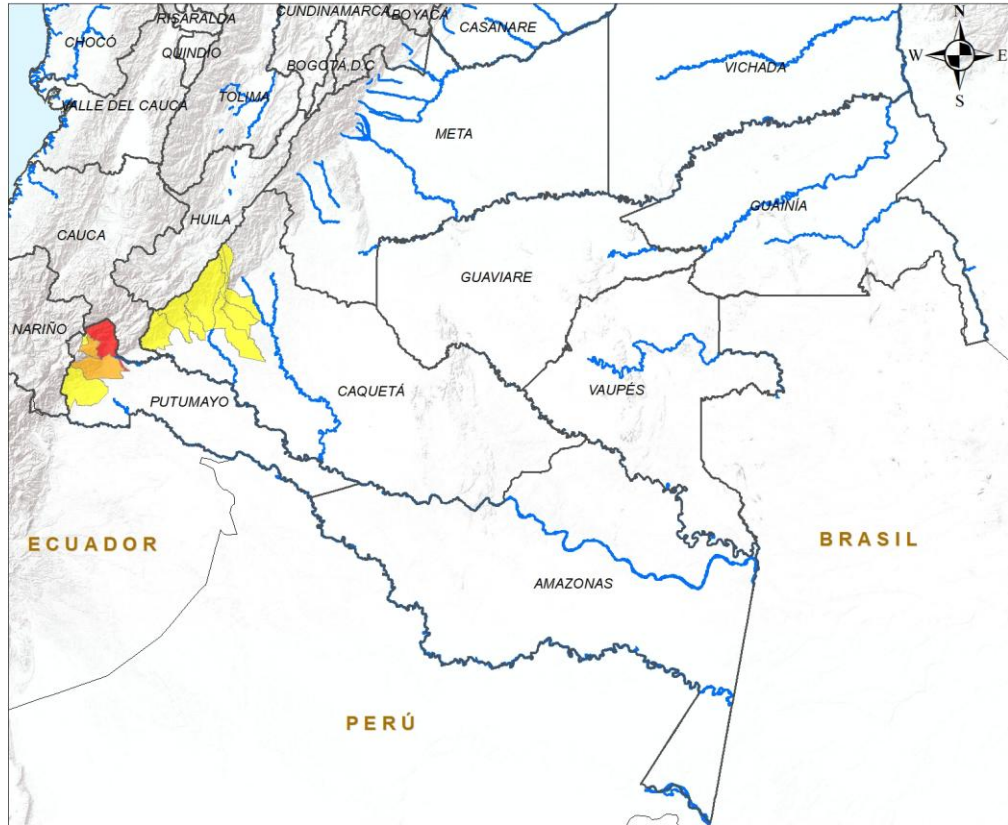 CUNDINAMARCA
BOYACÁ
RISARALDA
CASANARE
N
CHOCÓ
QUINDÍO
BOGOTÁ D.C
W
E
VICHADA
VALLE DEL CAUCA
TOLIMA
S
META
GUAINÍA
HUILA
CAUCA
GUAVIARE
NARIÑO
CAQUETÁ
VAUPÉS
PUTUMAYO
ECUADOR
BRASIL
AMAZONAS
PERÚ